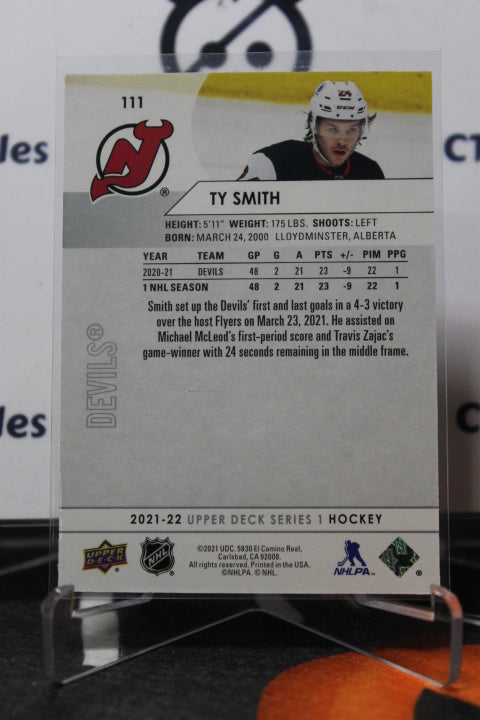 111
24
CCM
TY SMITH
HEIGHT: 5'11" WEIGHT: 175 LBS. SHOOTS: LEFT
BORN: MARCH 24, 2000 LLOYDMINSTER, ALBERTA
YEAR TEAM GP G A PTS +/- PIM PPG
2020-21 DEVILS 48 2 21 23 -9 22 1
1 NHL SEASON 48 2 21 23 -9 22 1
Smith set up the Devils' first and last goals in a 4-3 victory
over the host Flyers on March 23, 2021. He assisted on
Michael McLeod's first-period score and Travis Zajac's
game-winner with 24 seconds remaining in the middle frame.
DEVILS®
2021-22 UPPER DECK SERIES 1 HOCKEY
UPPER DECK
NHL
©2021 UDC. 5830 El Camino Real,
Carlsbad, CA 92008.
All rights reserved. Printed in the USA.
©NHLPA. © NHL.
NHLPA
les
CT
les
CT